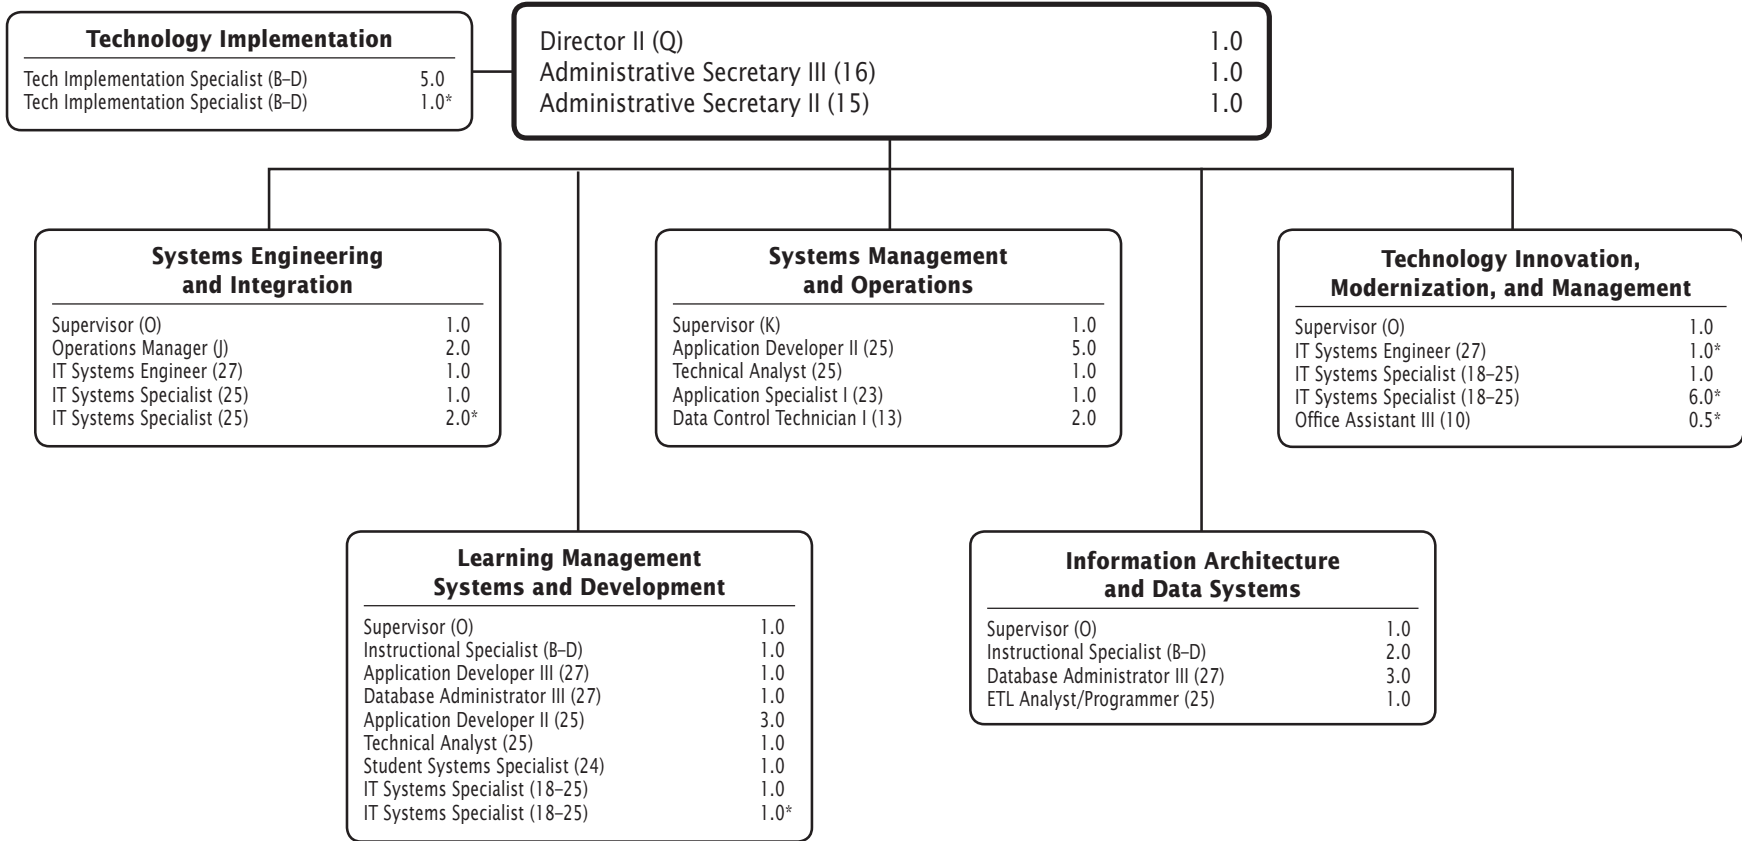 Technology Implementation
Tech Implementation Specialist (B–D) 5.0
Tech Implementation Specialist (B–D) 1.0*
Director II (Q) 1.0
Administrative Secretary III (16) 1.0
Administrative Secretary II (15) 1.0
Systems Engineering
and Integration
Supervisor (O) 1.0
Operations Manager (J) 2.0
IT Systems Engineer (27) 1.0
IT Systems Specialist (25) 1.0
IT Systems Specialist (25) 2.0*
Systems Management
and Operations
Supervisor (K) 1.0
Application Developer II (25) 5.0
Technical Analyst (25) 1.0
Application Specialist I (23) 1.0
Data Control Technician I (13) 2.0
Technology Innovation,
Modernization, and Management
Supervisor (O) 1.0
IT Systems Engineer (27) 1.0*
IT Systems Specialist (18–25) 1.0
IT Systems Specialist (18–25) 6.0*
Office Assistant III (10) 0.5*
Learning Management
Systems and Development
Supervisor (O) 1.0
Instructional Specialist (B–D) 1.0
Application Developer III (27) 1.0
Database Administrator III (27) 1.0
Application Developer II (25) 3.0
Technical Analyst (25) 1.0
Student Systems Specialist (24) 1.0
IT Systems Specialist (18–25) 1.0
IT Systems Specialist (18–25) 1.0*
Information Architecture
and Data Systems
Supervisor (O) 1.0
Instructional Specialist (B–D) 2.0
Database Administrator III (27) 3.0
ETL Analyst/Programmer (25) 1.0